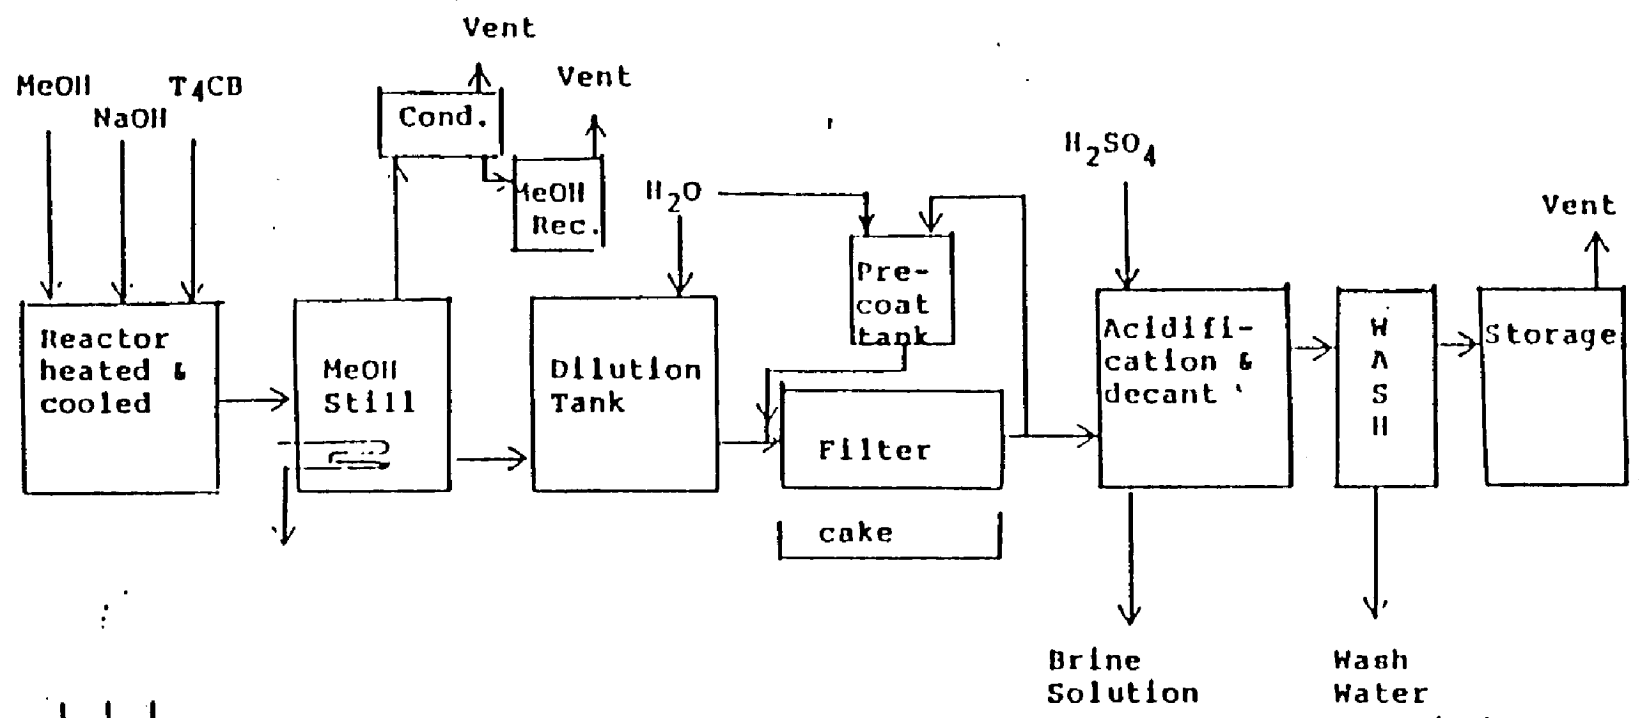 Vent
Vent
MeOH
T4CB
NaOH
Cond.
MeOH
Rec.
H2O
H2SO4
Vent
Pre-
coat
tank
Reactor
heated &
cooled
MeOH
Still
Dilution
Tank
Filter
cake
Acidifi-
cation &
decant
W
A
S
H
Storage
Brine
Solution
Wash
Water